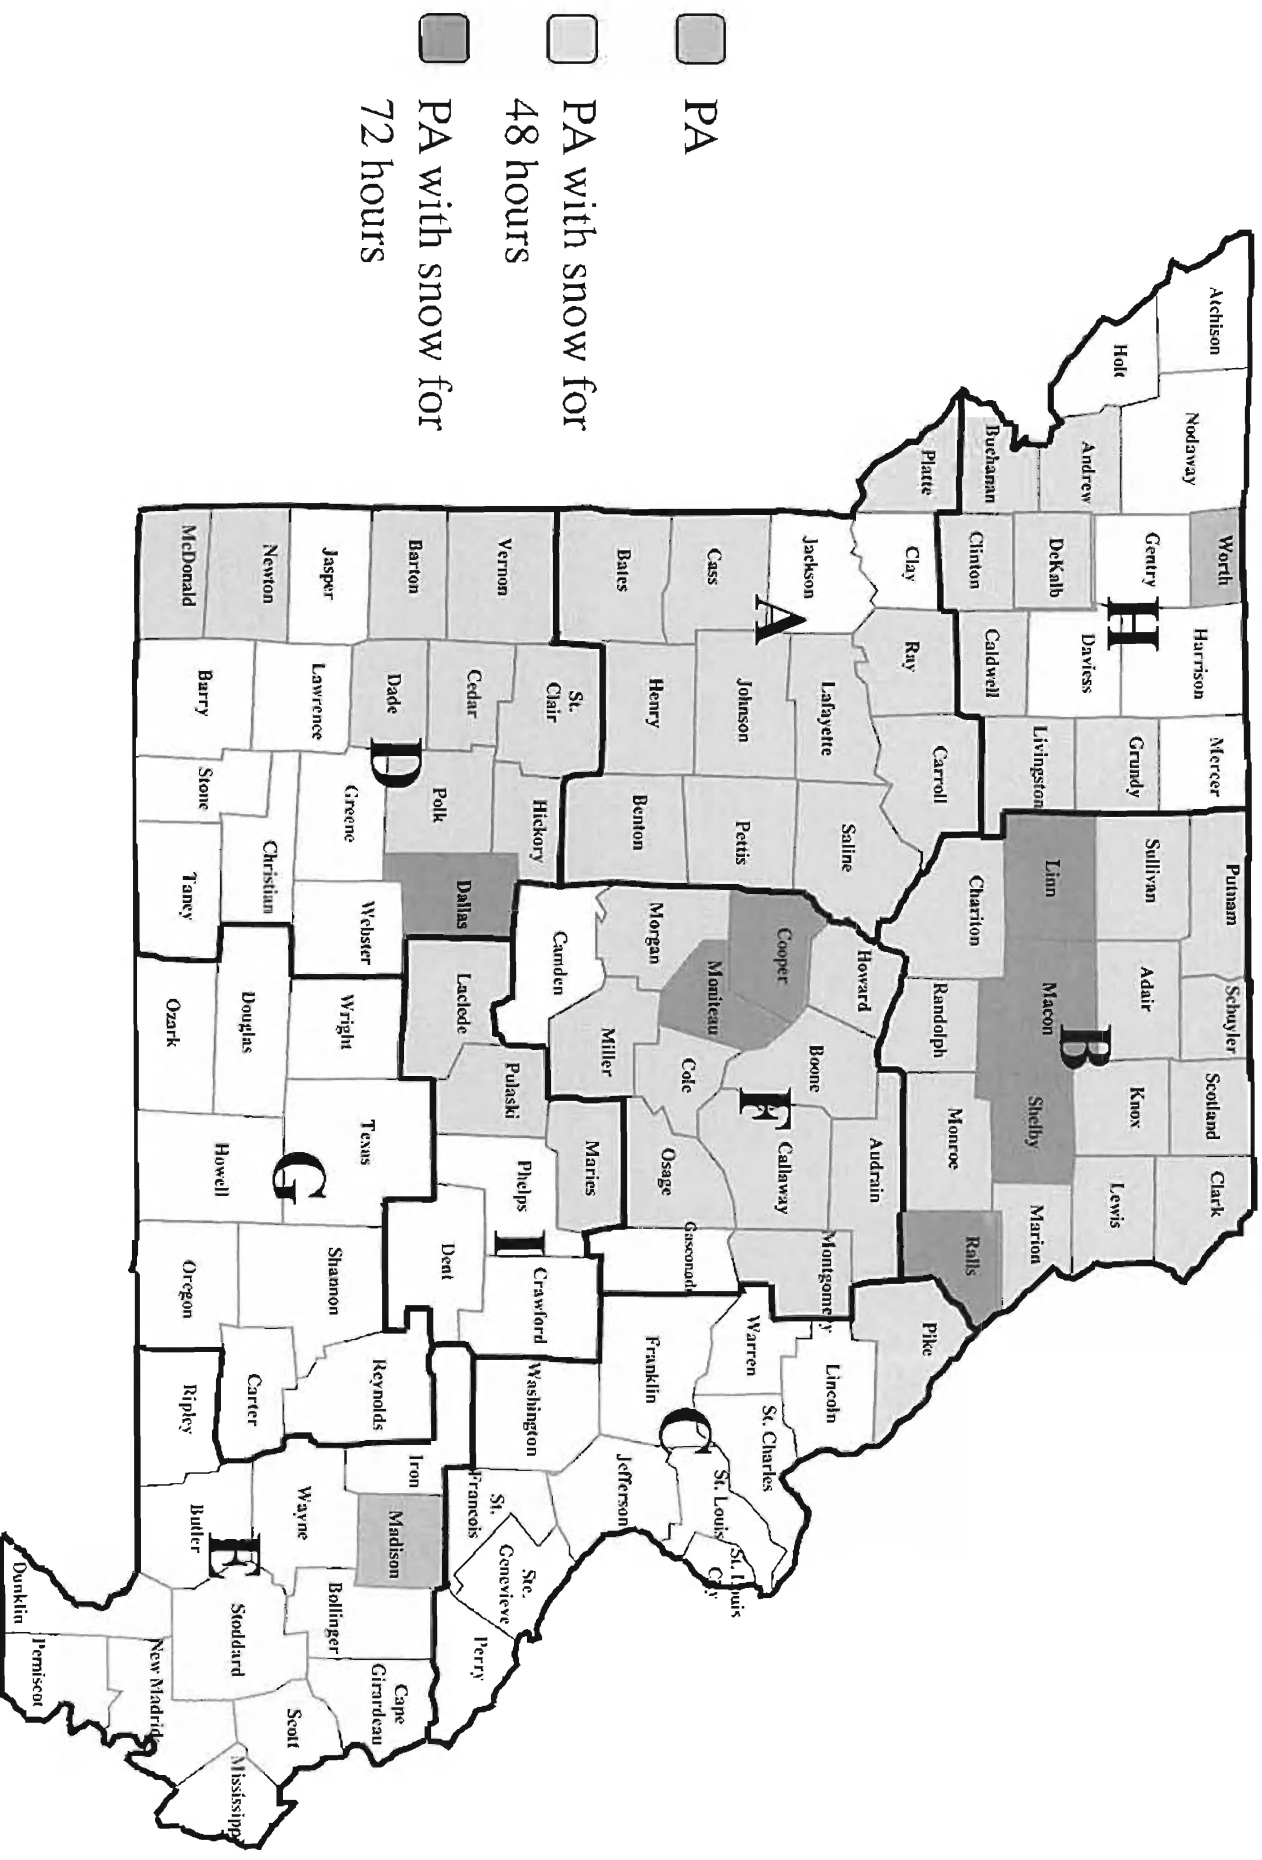 Atchison
Nodaway
Worth
Harrison
Mercer
Putnam
Schuyler
Scotland
Clark
Holt
Andrew
Gentry
Daviess
Grundy
Sullivan
Adair
Knox
Lewis
H
B
Buchanan
DeKalb
Clinton
Caldwell
Livingston
Linn
Macon
Shelby
Marion
Platte
Clay
Ray
Carroll
Chariton
Randolph
Monroe
Ralls
Pike
Jackson
A
Lafayette
Saline
Howard
Boone
Audrain
Callaway
F
Montgomery
Lincoln
Warren
St. Charles
Cass
Johnson
Pettis
Cooper
Moniteau
Cole
Osage
Gasconade
Franklin
C
St. Louis
St. Louis
City
Jefferson
Bates
Henry
Benton
Morgan
Miller
Maries
Camden
Vernon
St.
Clair
Hickory
Cedar
Polk
Dallas
Laclede
Pulaski
Phelps
I
Crawford
Dent
Washington
St.
Francois
Ste.
Genevieve
Perry
Barton
Dade
D
Greene
Webster
Wright
Texas
G
Shannon
Reynolds
Iron
Madison
Bollinger
Cape
Girardeau
Jasper
Lawrence
Christian
Douglas
Howell
Carter
Wayne
E
Butler
Stoddard
Scott
Mississippi
Newton
McDonald
Barry
Stone
Taney
Ozark
Oregon
Ripley
New Madrid
Dunklin
Pemiscot
PA
PA with snow for
48 hours
PA with snow for
72 hours